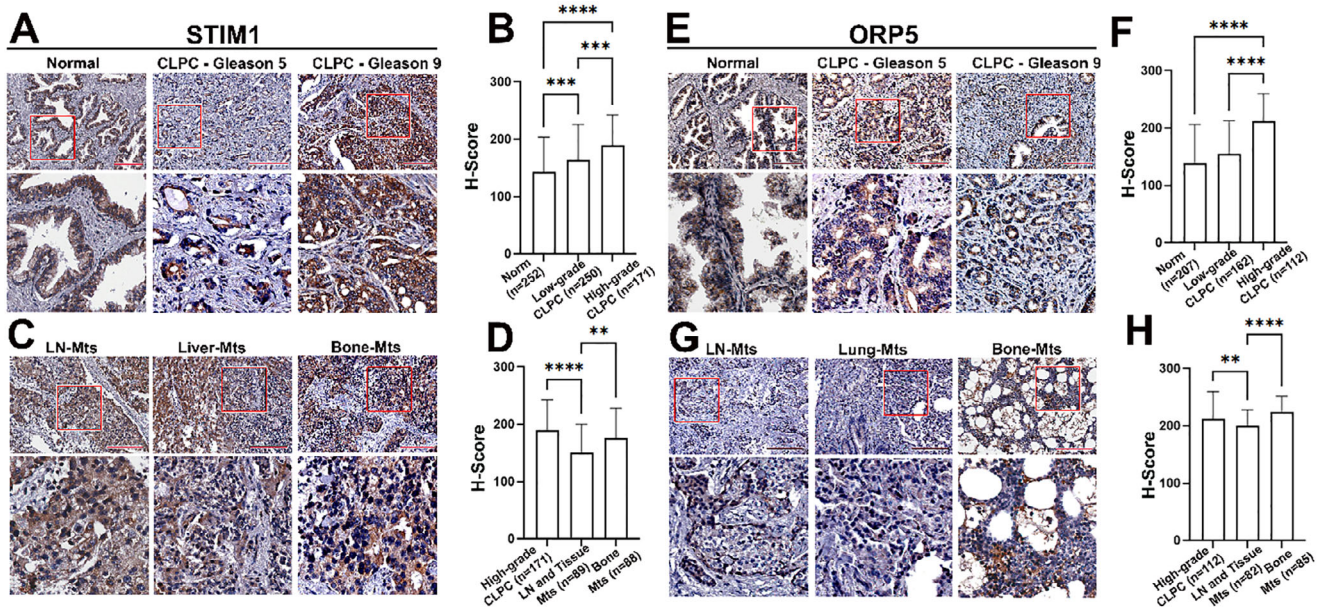 A
STIM1
Normal
CLPC - Gleason 5
CLPC - Gleason 9
B
****
***
***
300
200
100
0
H-Score
Norm
(n=252)
Low-grade
CLPC (n=250)
High-grade
CLPC (n=171)
C
LN-Mts
Liver-Mts
Bone-Mts
D
**
****
300
200
100
0
H-Score
High-grade
CLPC (n=171)
LN and Tissue
Mts (n=89)
Bone
Mts (n=88)
E
ORP5
Normal
CLPC - Gleason 5
CLPC - Gleason 9
F
****
****
300
200
100
0
H-Score
Norm
(n=207)
Low-grade
CLPC (n=162)
High-grade
CLPC (n=112)
G
LN-Mts
Lung-Mts
Bone-Mts
H
****
**
300
200
100
0
H-Score
High-grade
CLPC (n=112)
LN and Tissue
Mts (n=82)
Bone
Mts (n=85)